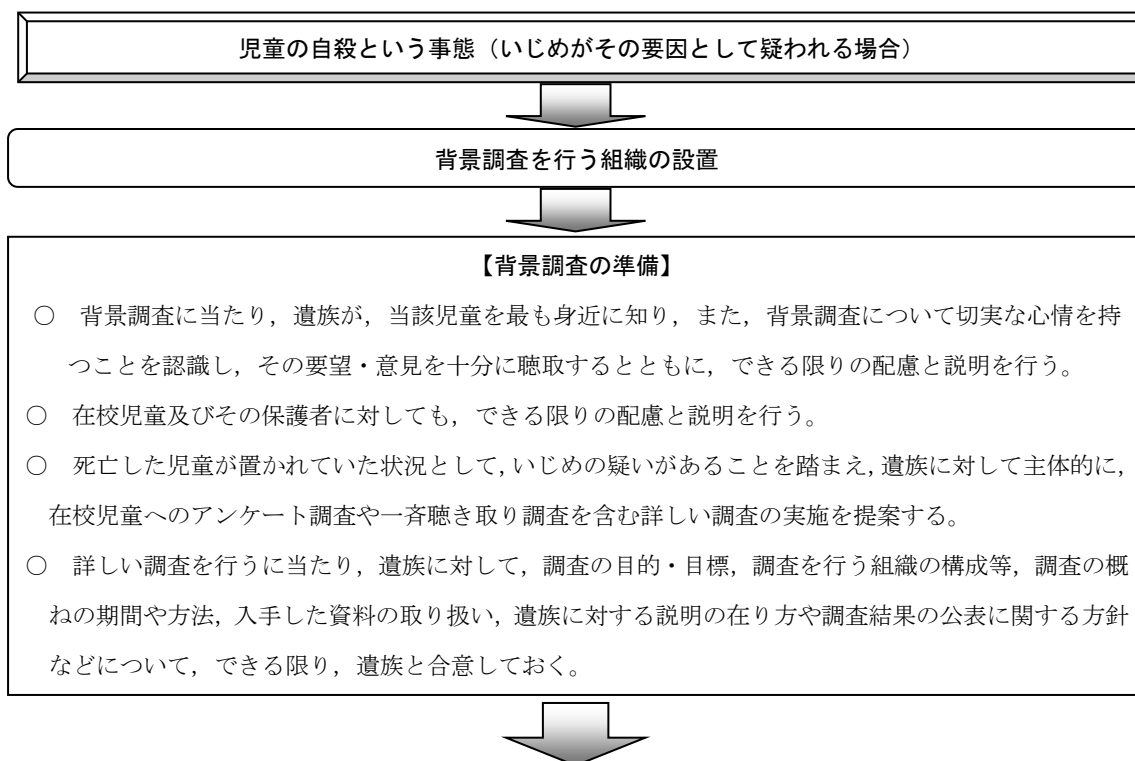 児童の自殺という事態（いじめがその要因として疑われる場合）
背景調査を行う組織の設置
【背景調査の準備】
○　背景調査に当たり，遺族が，当該児童を最も身近に知り，また，背景調査について切実な心情を持
つことを認識し，その要望・意見を十分に聴取するとともに，できる限りの配慮と説明を行う。
○　在校児童及びその保護者に対しても，できる限りの配慮と説明を行う。
○　死亡した児童が置かれていた状況として，いじめの疑いがあることを踏まえ，遺族に対して主体的に，
在校児童へのアンケート調査や一斉聴き取り調査を含む詳しい調査の実施を提案する。
○　詳しい調査を行うに当たり，遺族に対して，調査の目的・目標，調査を行う組織の構成等，調査の概
ねの期間や方法，入手した資料の取り扱い，遺族に対する説明の在り方や調査結果の公表に関する方針
などについて，できる限り，遺族と合意しておく。